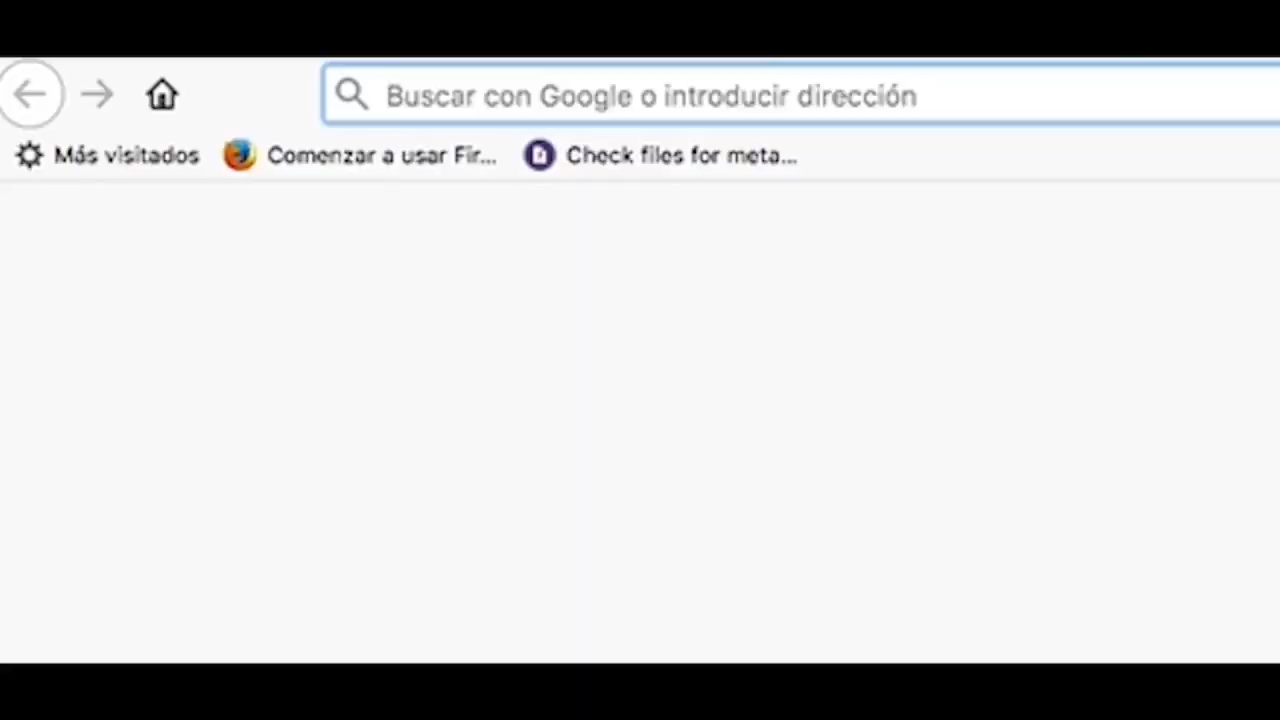 Buscar con Google o introducir dirección
Más visitados Comenzar a usar Fir... Check files for meta...